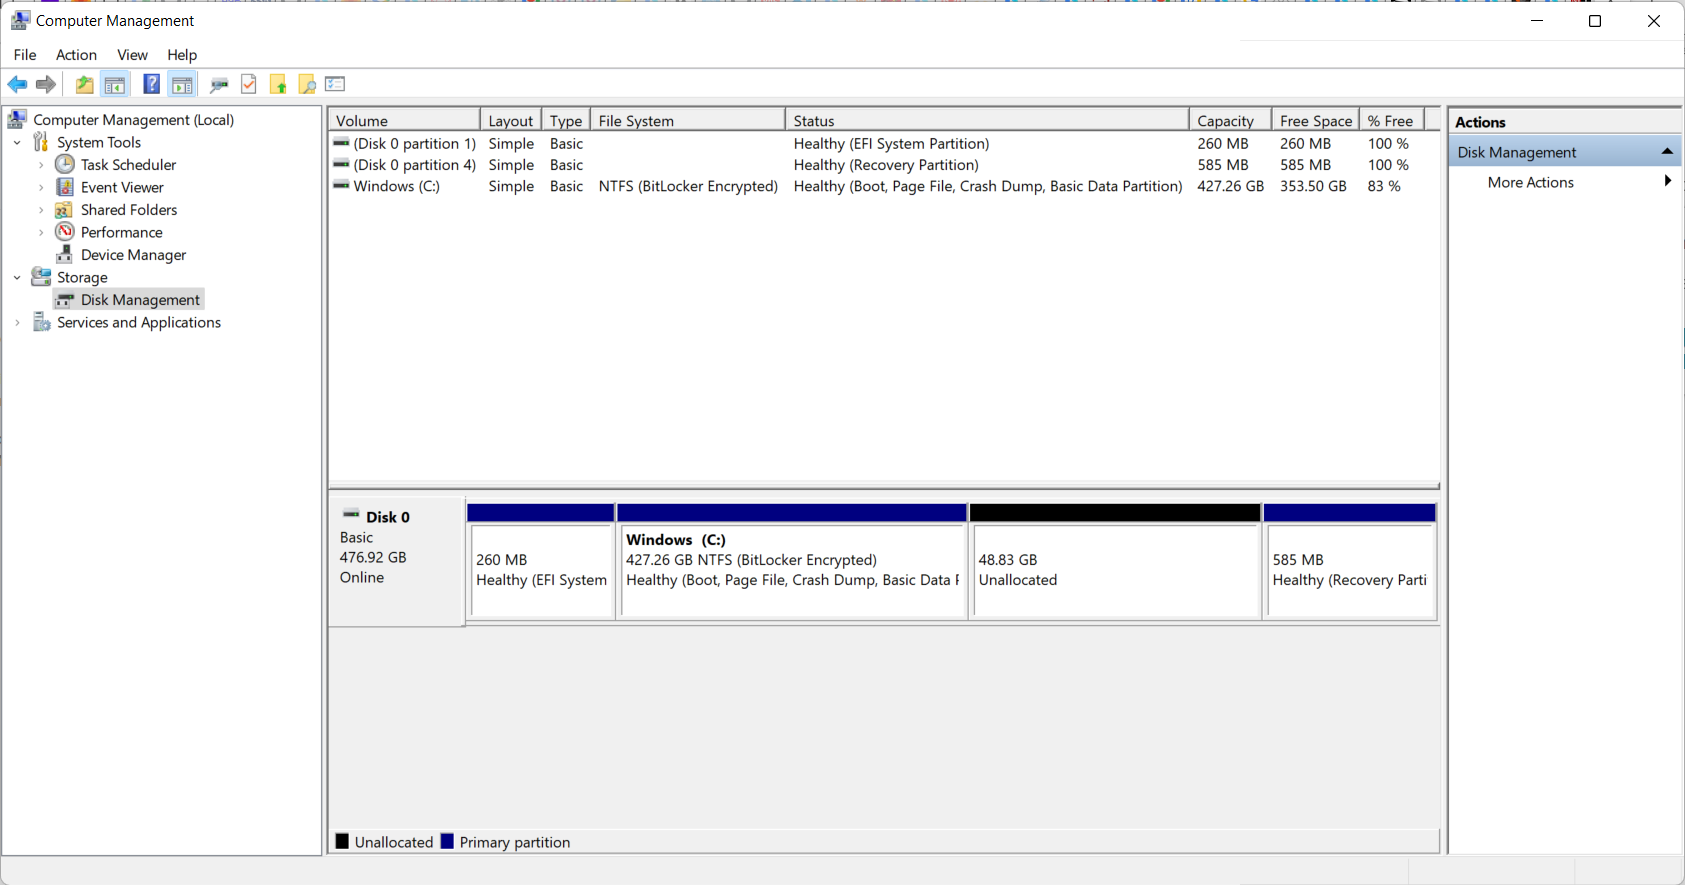 Computer Management
File Action View Help
Computer Management (Local)
System Tools
Task Scheduler
Event Viewer
Shared Folders
Performance
Device Manager
Storage
Disk Management
Services and Applications
Volume Layout Type File System Status Capacity Free Space % Free
(Disk 0 partition 1) Simple Basic Healthy (EFI System Partition) 260 MB 260 MB 100 %
(Disk 0 partition 4) Simple Basic Healthy (Recovery Partition) 585 MB 585 MB 100 %
Windows (C:) Simple Basic NTFS (BitLocker Encrypted) Healthy (Boot, Page File, Crash Dump, Basic Data Partition) 427.26 GB 353.50 GB 83 %
Disk 0
Basic
476.92 GB
Online
260 MB
Healthy (EFI System
Windows (C:)
427.26 GB NTFS (BitLocker Encrypted)
Healthy (Boot, Page File, Crash Dump, Basic Data
48.83 GB
Unallocated
585 MB
Healthy (Recovery Parti
Unallocated Primary partition
Actions
Disk Management
More Actions